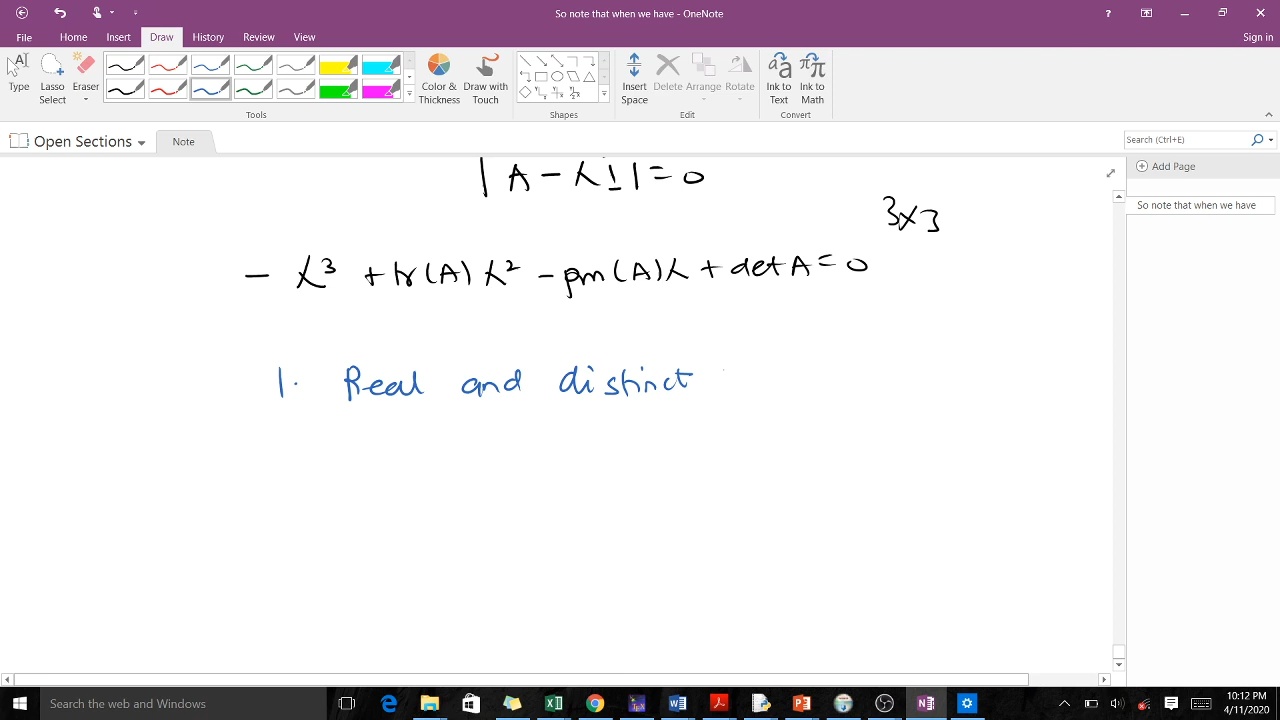 So note that when we have - OneNote
File Home Insert Draw History Review View Sign in
Type Lasso Select Eraser Color & Thickness Draw with Touch Insert Space Delete Arrange Rotate Ink to Text Ink to Math
Tools Shapes Edit Convert
Open Sections Note Search (Ctrl+E)
Add Page
So note that when we have
|A - λI| = 0
3x3
- λ³ + tr(A)λ² - pm(A)λ + det A = 0
1. Real and distinct
Search the web and Windows
10:12 PM
4/11/2020